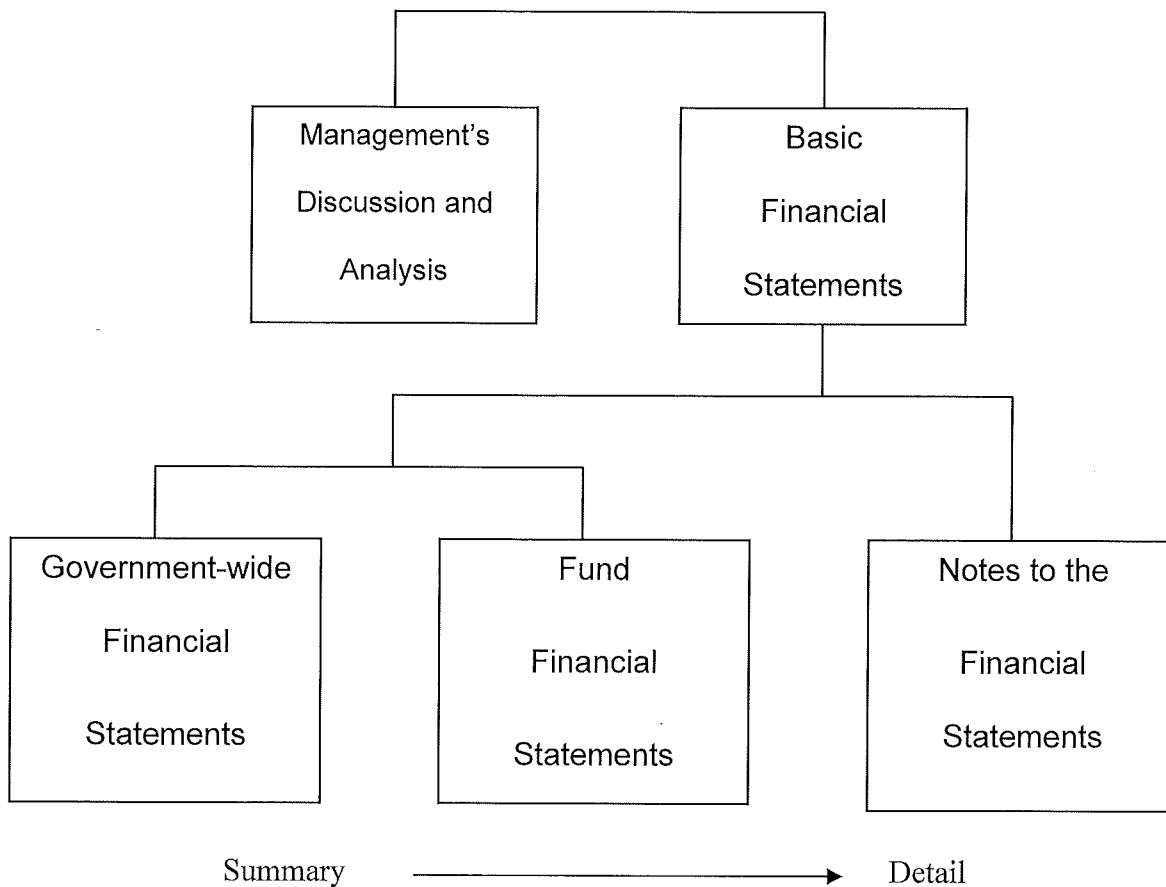 Management's
Discussion and
Analysis
Basic
Financial
Statements
Government-wide
Financial
Statements
Fund
Financial
Statements
Notes to the
Financial
Statements
Summary
Detail